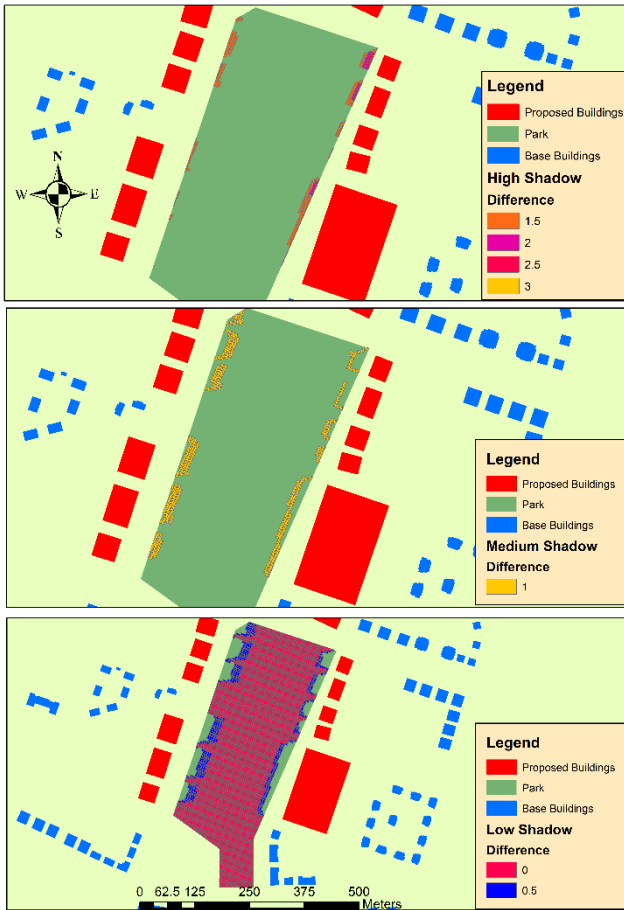 Legend
Proposed Buildings
Park
Base Buildings
High Shadow
Difference
1.5
2
2.5
3
N
W E
S
Legend
Proposed Buildings
Park
Base Buildings
Medium Shadow
Difference
1
Legend
Proposed Buildings
Park
Base Buildings
Low Shadow
Difference
0
0.5
0 62.5 125 250 375 500
Meters